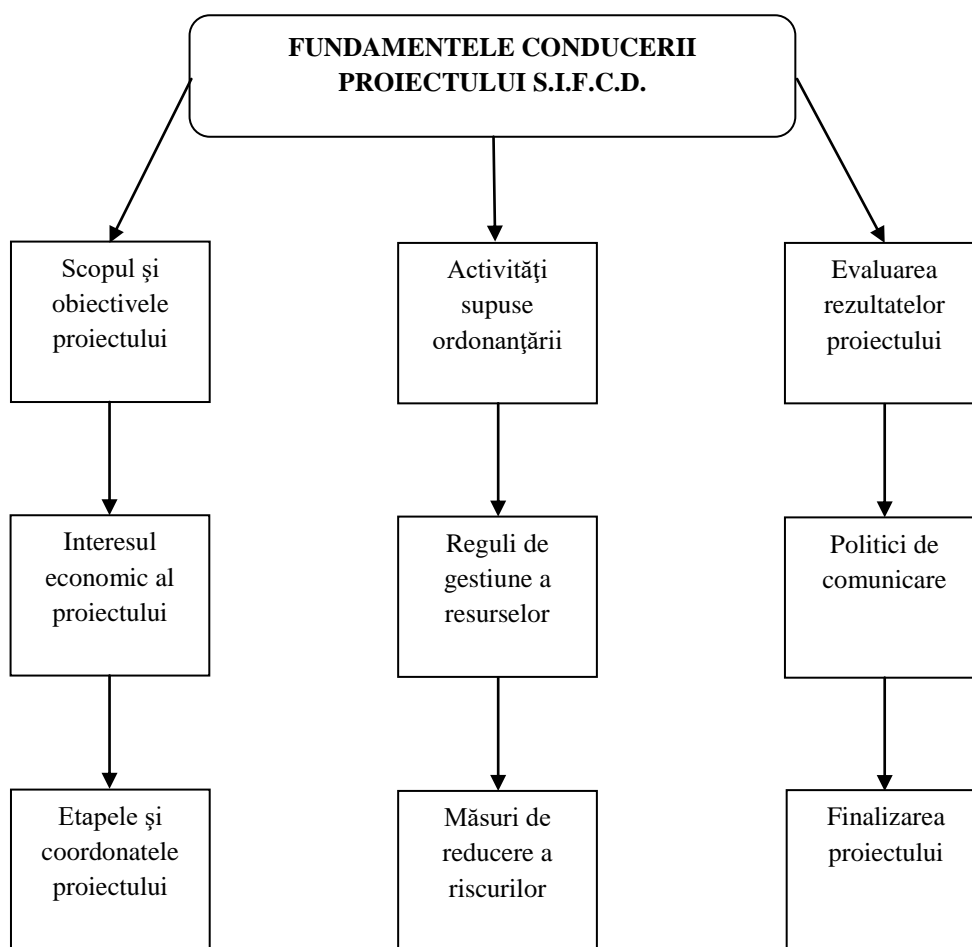 FUNDAMENTELE CONDUCERII
PROIECTULUI S.I.F.C.D.
Scopul şi
obiectivele
proiectului
Activităţi
supuse
ordonanţării
Evaluarea
rezultatelor
proiectului
Interesul
economic al
proiectului
Reguli de
gestiune a
resurselor
Politici de
comunicare
Etapele şi
coordonatele
proiectului
Măsuri de
reducere a
riscurilor
Finalizarea
proiectului